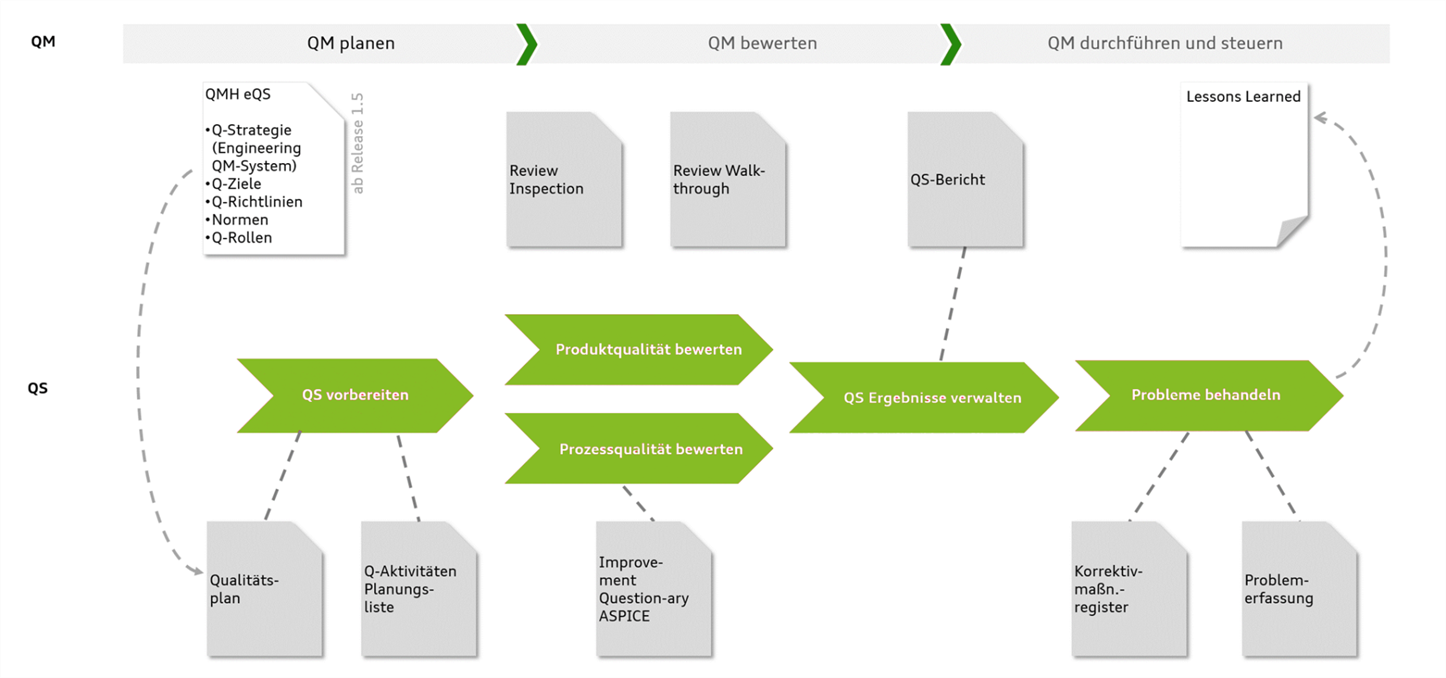 QM
QM planen
QM bewerten
QM durchführen und steuern
QMH eQS
•Q-Strategie
(Engineering
QM-System)
•Q-Ziele
•Q-Richtlinien
•Normen
•Q-Rollen
ab Release 1.5
Review
Inspection
Review Walk-
through
QS-Bericht
Lessons Learned
QS
QS vorbereiten
Produktqualität bewerten
Prozessqualität bewerten
QS Ergebnisse verwalten
Probleme behandeln
Qualitäts-
plan
Q-Aktivitäten
Planungs-
liste
Improve-
ment
Question-ary
ASPICE
Korrektiv-
maßn.-
register
Problem-
erfassung